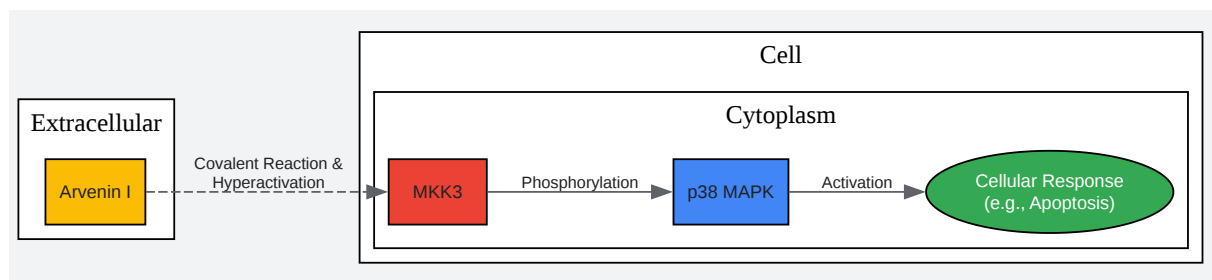 Cell
Cytoplasm
Extracellular
Arvenin I
Covalent Reaction &
Hyperactivation
MKK3
Phosphorylation
p38 MAPK
Activation
Cellular Response
(e.g., Apoptosis)